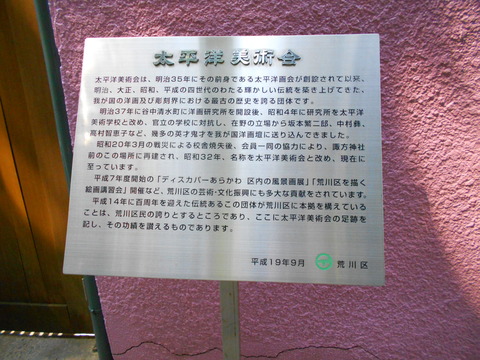 太平洋美術会
太平洋美術会は、明治35年にその前身である太平洋画会が創設されて以来、
明治、大正、昭和、平成の四世代のわたる輝かしい伝統を築き上げてきた、
我が国の洋画及び彫刻界における最古の歴史を誇る団体です。
明治37年に谷中清水町に洋画研究所を開設後、昭和4年に研究所を太平
洋美術学校と改め、官立の学校に対抗し、在野の立場から坂本繁二郎、中村彝、
高村智恵子など、幾多の英才鬼才を我が国洋画壇に送り込んできました。
昭和20年3月の戦災による校舎焼失後、会員一同の協力により、諏方神社
前のこの場所に再建され、昭和32年、名称を太平洋美術会と改め、現在に
至っています。
平成7年度開始の「ディスカバーあらかわ 区内の風景画展」「荒川区を描く
絵画講習会」開催など、荒川区の芸術・文化振興にも多大な貢献をされています。
平成14年に百周年を迎えた伝統あるこの団体が荒川区に本拠を構えている
ことは、荒川区民の誇りとするところであり、ここに太平洋美術会の足跡を
記し、その功績を讃えるものであります。
平成19年9月 荒川区